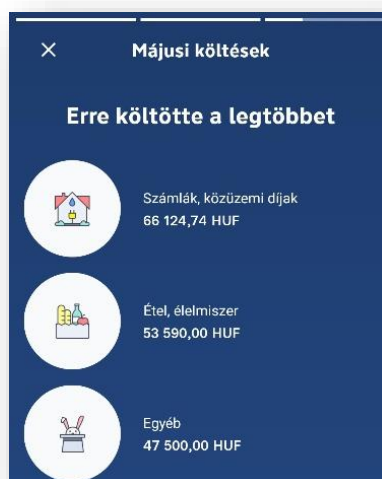 Májusi költések
Erre költötte a legtöbbet
Számlák, közüzemi díjak
66 124,74 HUF
Étel, élelmiszer
53 590,00 HUF
Egyéb
47 500,00 HUF